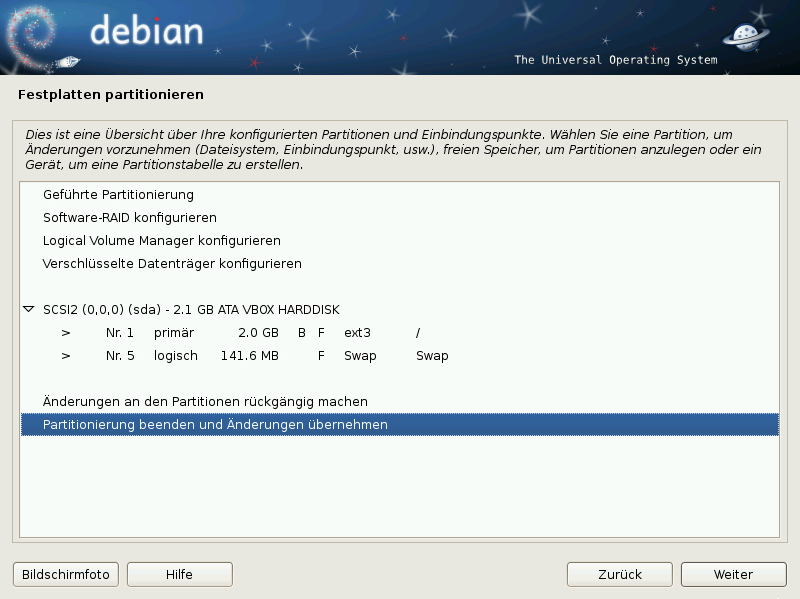 debian
The Universal Operating System
Festplatten partitionieren
Dies ist eine Übersicht über Ihre konfigurierten Partitionen und Einbindungspunkte. Wählen Sie eine Partition, um
Änderungen vorzunehmen (Dateisystem, Einbindungspunkt, usw.), freien Speicher, um Partitionen anzulegen oder ein
Gerät, um eine Partitionstabelle zu erstellen.
Geführte Partitionierung
Software-RAID konfigurieren
Logical Volume Manager konfigurieren
Verschlüsselte Datenträger konfigurieren
SCSI2 (0,0,0) (sda) - 2.1 GB ATA VBOX HARDDISK
> Nr. 1 primär 2.0 GB B F ext3 /
> Nr. 5 logisch 141.6 MB F Swap Swap
Änderungen an den Partitionen rückgängig machen
Partitionierung beenden und Änderungen übernehmen
Bildschirmfoto Hilfe Zurück Weiter